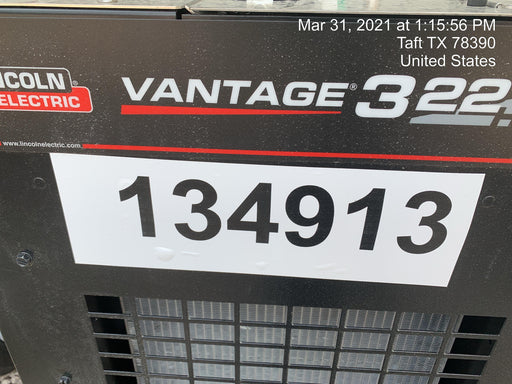 Mar 31, 2021 at 1:15:56 PM
Taft TX 78390
United States
LINCOLN
ELECTRIC
VANTAGE® 322
www.lincolnelectric.com
134913